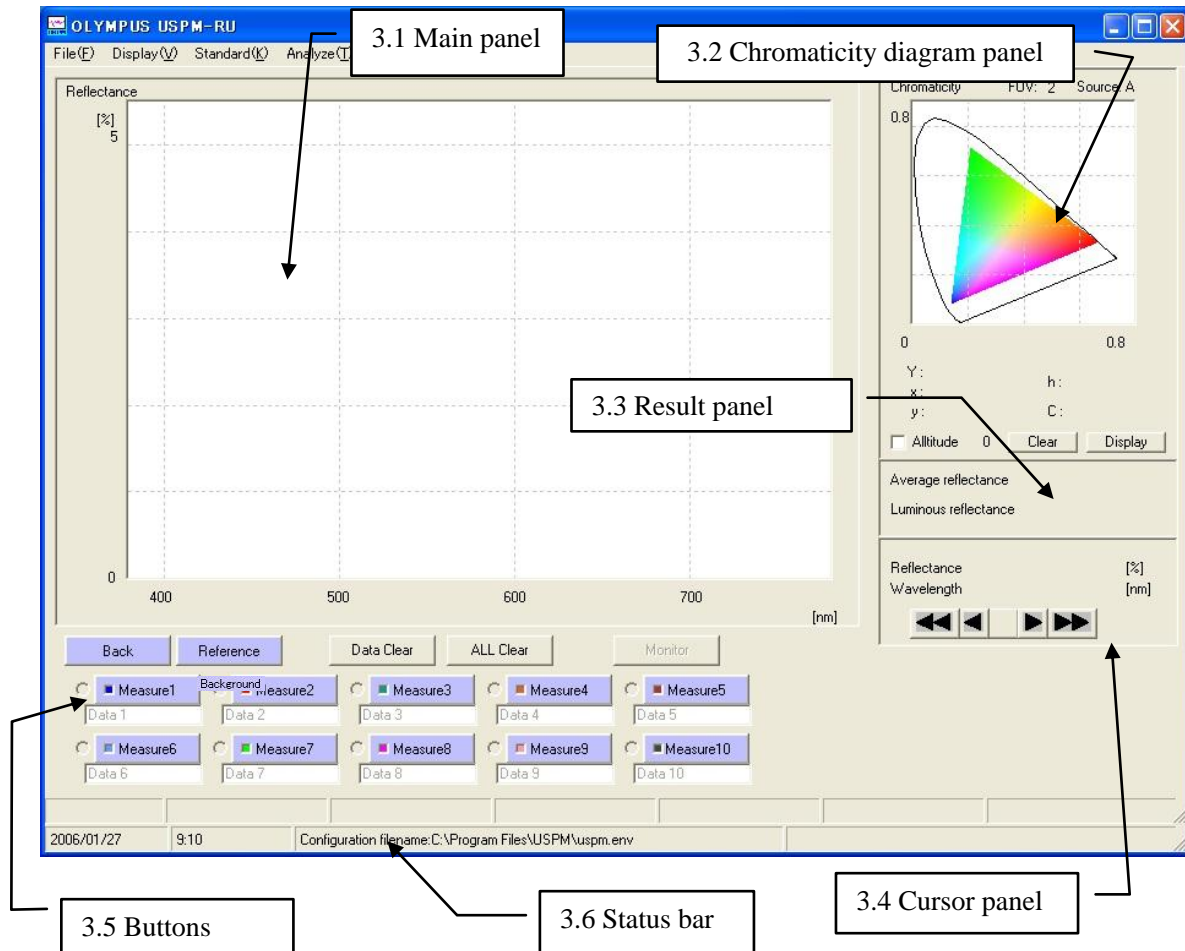 OLYMPUS USPM-RU
3.1 Main panel
3.2 Chromaticity diagram panel
File(F) Display(V) Standard(K) Analyze(T)
Reflectance
[%]
5
0
400 500 600 700
[nm]
Chromaticity FOV: 2 Source: A
0.8
0 0.8
Y:
x:
y:
h:
C:
3.3 Result panel
Alltitude 0 Clear Display
Average reflectance
Luminous reflectance
Reflectance [%]
Wavelength [nm]
Back Reference Data Clear ALL Clear Monitor
Background
Measure1 Measure2 Measure3 Measure4 Measure5
Data 1 Data 2 Data 3 Data 4 Data 5
Measure6 Measure7 Measure8 Measure9 Measure10
Data 6 Data 7 Data 8 Data 9 Data 10
2006/01/27 9:10 Configuration filename:C:\Program Files\USPM\uspm.env
3.4 Cursor panel
3.5 Buttons
3.6 Status bar